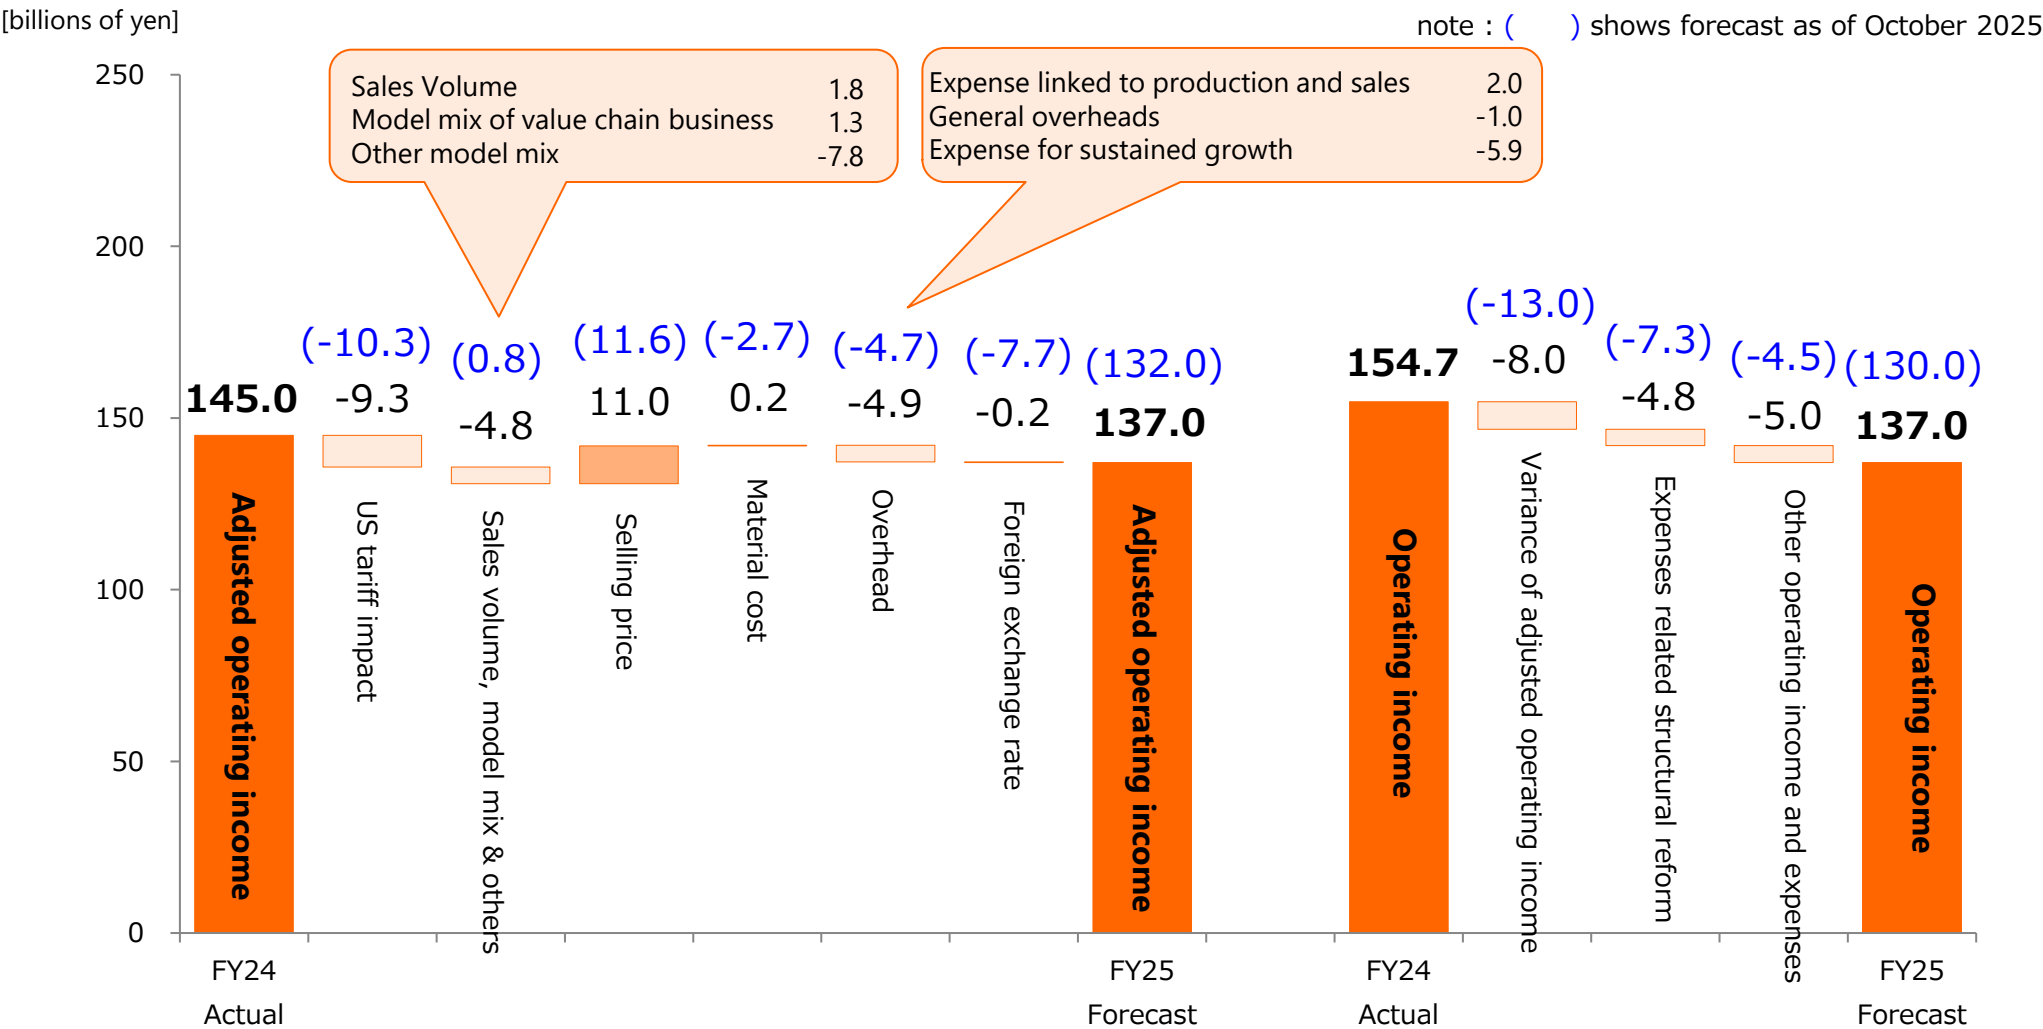 [billions of yen]
note : ( ) shows forecast as of October 2025
250
200
150
100
50
0
Sales Volume 1.8
Model mix of value chain business 1.3
Other model mix -7.8
Expense linked to production and sales 2.0
General overheads -1.0
Expense for sustained growth -5.9
145.0
Adjusted operating income
FY24
Actual
(-10.3)
-9.3
US tariff impact
(0.8)
-4.8
Sales volume, model mix & others
(11.6)
11.0
Selling price
(-2.7)
0.2
Material cost
(-4.7)
-4.9
Overhead
(-7.7)
-0.2
Foreign exchange rate
(132.0)
137.0
Adjusted operating income
FY25
Forecast
154.7
Operating income
FY24
Actual
(-13.0)
-8.0
Variance of adjusted operating income
(-7.3)
-4.8
Expenses related structural reform
(-4.5)
-5.0
Other operating income and expenses
(130.0)
137.0
Operating income
FY25
Forecast